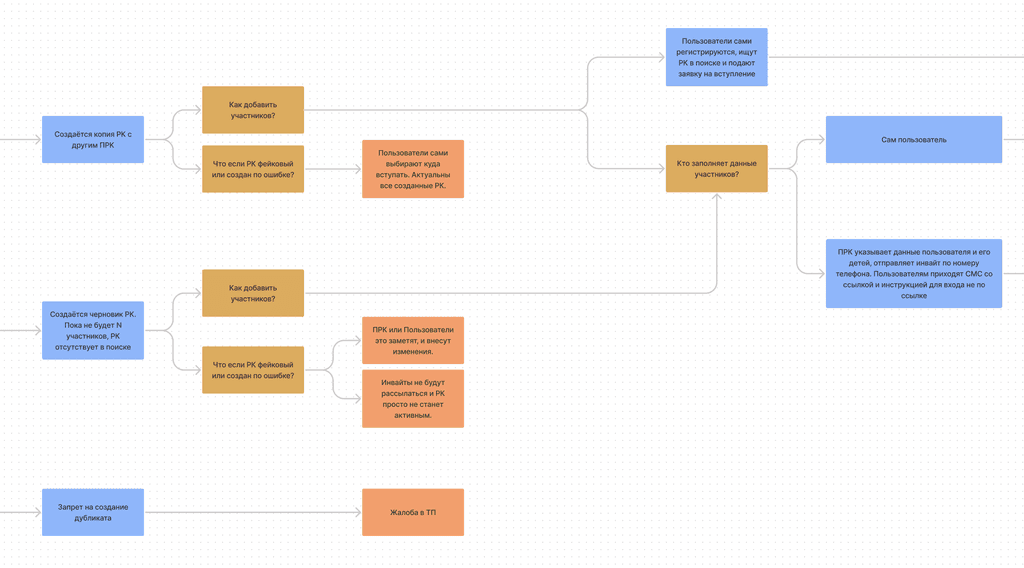 Пользователи сами
регистрируются, ищут
РК в поиске и подают
заявку на вступление
Как добавить
участников?
Создаётся копия РК с
другим ПРК
Сам пользователь
Что если РК фейковый
или создан по ошибке?
Пользователи сами
выбирают куда
вступать. Актуальны
все созданные РК.
Кто заполняет данные
участников?
ПРК указывает данные пользователя и его
детей, отправляет инвайт по номеру
телефона. Пользователям приходят СМС со
ссылкой и инструкцией для входа не по
ссылке
Как добавить
участников?
Создаётся черновик РК.
Пока не будет N
участников, РК
отсутствует в поиске
ПРК или Пользователи
это заметят, и внесут
изменения.
Что если РК фейковый
или создан по ошибке?
Инвайты не будут
рассылаться и РК
просто не станет
активным.
Запрет на создание
дубликата
Жалоба в ТП